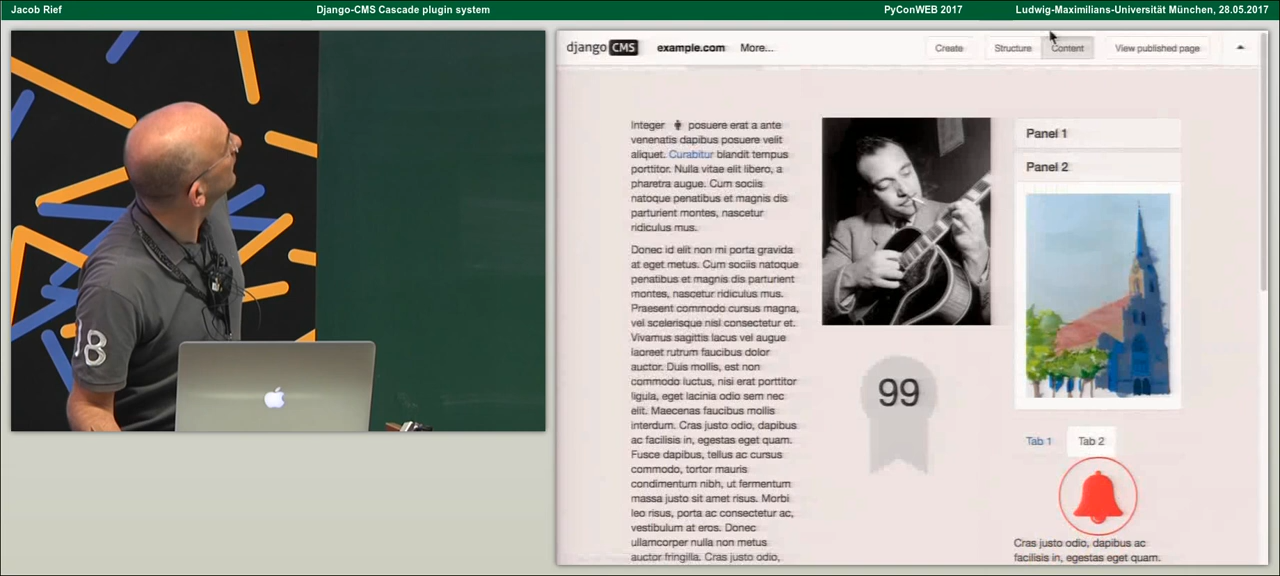 Jacob Rief
Django-CMS Cascade plugin system
PyConWEB 2017
Ludwig-Maximilians-Universität München, 28.05.2017
django CMS
example.com
More...
Create
Structure
Content
View published page
Integer posuere erat a ante
venenatis dapibus posuere velit
aliquet. Curabitur blandit tempus
porttitor. Nulla vitae elit libero, a
pharetra augue. Cum sociis
natoque penatibus et magnis dis
parturient montes, nascetur
ridiculus mus.
Donec id elit non mi porta gravida
at eget metus. Cum sociis natoque
penatibus et magnis dis parturient
montes, nascetur ridiculus mus.
Praesent commodo cursus magna,
vel scelerisque nisl consectetur et.
Vivamus sagittis lacus vel augue
laoreet rutrum faucibus dolor
auctor. Duis mollis, est non
commodo luctus, nisi erat porttitor
ligula, eget lacinia odio sem nec
elit. Maecenas faucibus mollis
interdum. Cras justo odio, dapibus
ac facilisis in, egestas eget quam.
Fusce dapibus, tellus ac cursus
commodo, tortor mauris
condimentum nibh, ut fermentum
massa justo sit amet risus. Morbi
leo risus, porta ac consectetur ac,
vestibulum at eros. Donec
ullamcorper nulla non metus
auctor fringilla. Cras justo odio,
99
Panel 1
Panel 2
Tab 1
Tab 2
Cras justo odio, dapibus ac
facilisis in, egestas eget quam.
B